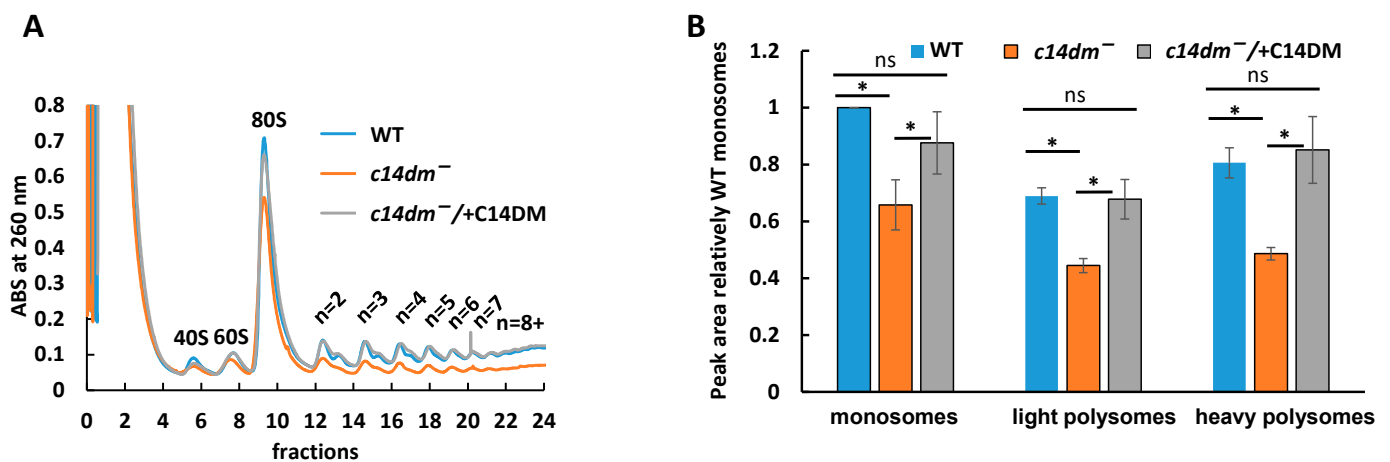 A
ABS at 260 nm
0.8
0.7
0.6
0.5
0.4
0.3
0.2
0.1
0
0 2 4 6 8 10 12 14 16 18 20 22 24
fractions
40S 60S
80S
n=2
n=3
n=4
n=5
n=6
n=7
n=8+
WT
c14dm⁻
c14dm⁻/+C14DM
B
Peak area relatively WT monosomes
1.2
1
0.8
0.6
0.4
0.2
0
WT c14dm⁻ c14dm⁻/+C14DM
ns
*
*
ns
*
*
ns
*
*
monosomes light polysomes heavy polysomes